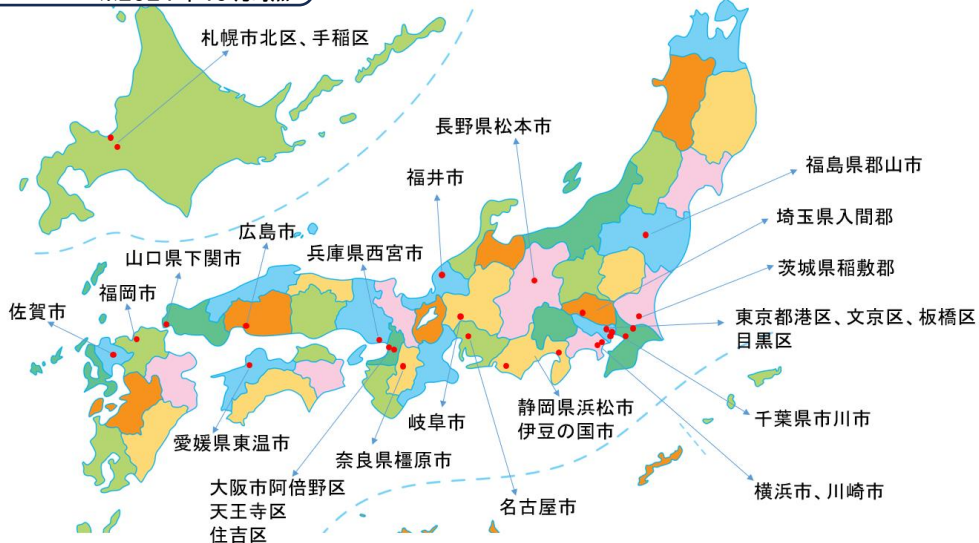 札幌市北区、手稲区
長野県松本市
福島県郡山市
福井市
埼玉県入間郡
広島市
兵庫県西宮市
山口県下関市
茨城県稲敷郡
福岡市
佐賀市
東京都港区、文京区、板橋区
目黒区
静岡県浜松市
伊豆の国市
千葉県市川市
岐阜市
愛媛県東温市
奈良県橿原市
大阪市阿倍野区
天王寺区
住吉区
名古屋市
横浜市、川崎市